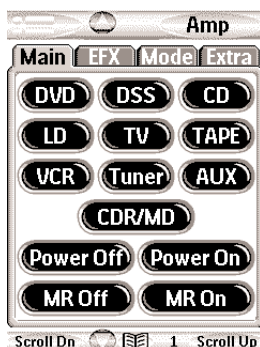 Amp
Main EFX Mode Extra
DVD DSS CD
LD TV TAPE
VCR Tuner AUX
CDR/MD
Power Off Power On
MR Off MR On
Scroll Dn 1 Scroll Up